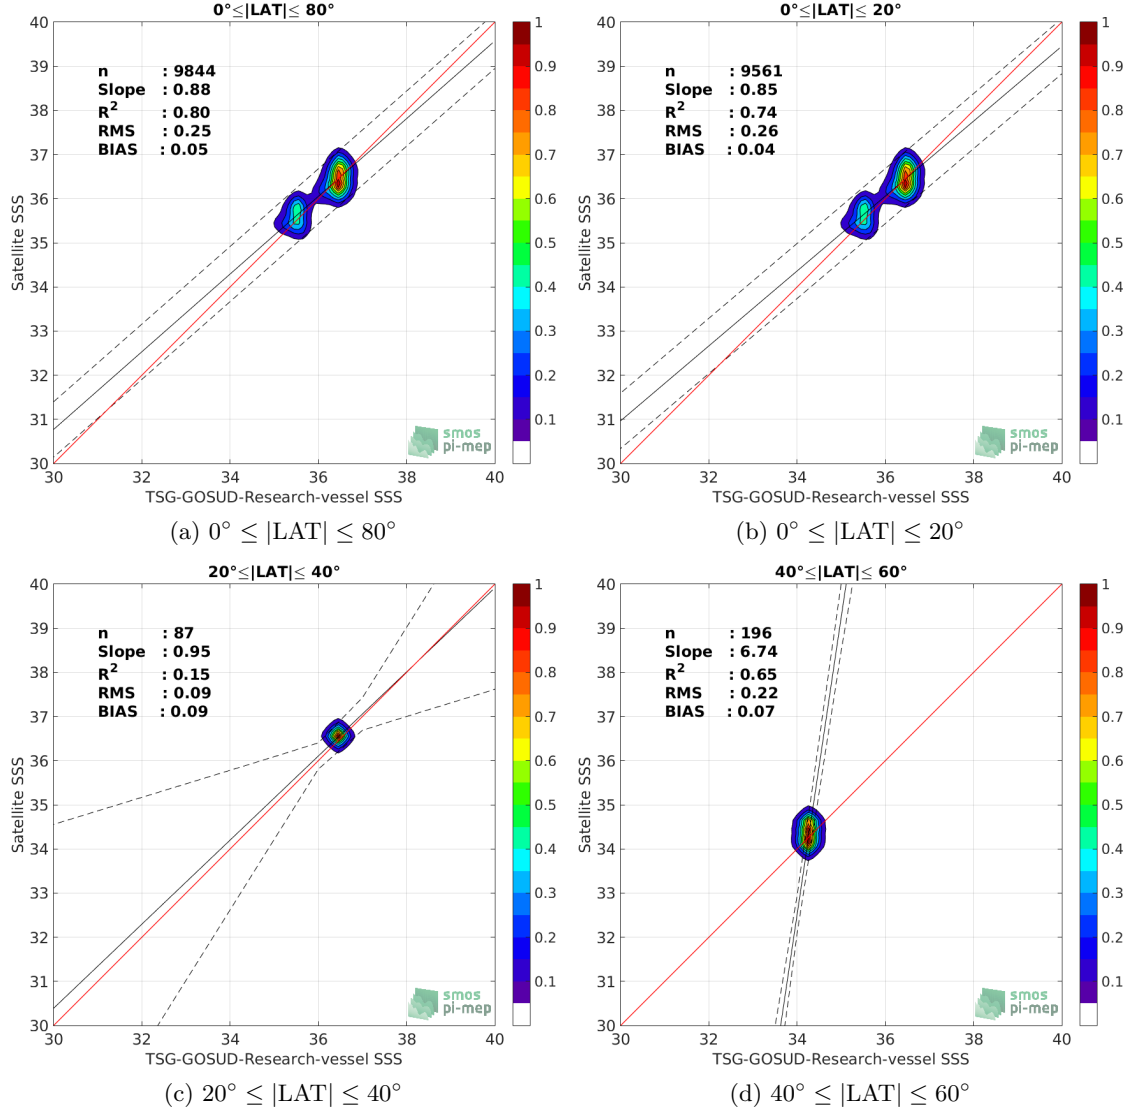 0°≤|LAT|≤ 80°
n : 9844
Slope : 0.88
R² : 0.80
RMS : 0.25
BIAS : 0.05
Satellite SSS
40
39
38
37
36
35
34
33
32
31
30
30 32 34 36 38 40
TSG-GOSUD-Research-vessel SSS
1
0.9
0.8
0.7
0.6
0.5
0.4
0.3
0.2
0.1
smos
pi-mep
(a) 0° ≤ |LAT| ≤ 80°
0°≤|LAT|≤ 20°
n : 9561
Slope : 0.85
R² : 0.74
RMS : 0.26
BIAS : 0.04
Satellite SSS
40
39
38
37
36
35
34
33
32
31
30
30 32 34 36 38 40
TSG-GOSUD-Research-vessel SSS
1
0.9
0.8
0.7
0.6
0.5
0.4
0.3
0.2
0.1
smos
pi-mep
(b) 0° ≤ |LAT| ≤ 20°
20°≤|LAT|≤ 40°
n : 87
Slope : 0.95
R² : 0.15
RMS : 0.09
BIAS : 0.09
Satellite SSS
40
39
38
37
36
35
34
33
32
31
30
30 32 34 36 38 40
TSG-GOSUD-Research-vessel SSS
1
0.9
0.8
0.7
0.6
0.5
0.4
0.3
0.2
0.1
smos
pi-mep
(c) 20° ≤ |LAT| ≤ 40°
40°≤|LAT|≤ 60°
n : 196
Slope : 6.74
R² : 0.65
RMS : 0.22
BIAS : 0.07
Satellite SSS
40
39
38
37
36
35
34
33
32
31
30
30 32 34 36 38 40
TSG-GOSUD-Research-vessel SSS
1
0.9
0.8
0.7
0.6
0.5
0.4
0.3
0.2
0.1
smos
pi-mep
(d) 40° ≤ |LAT| ≤ 60°